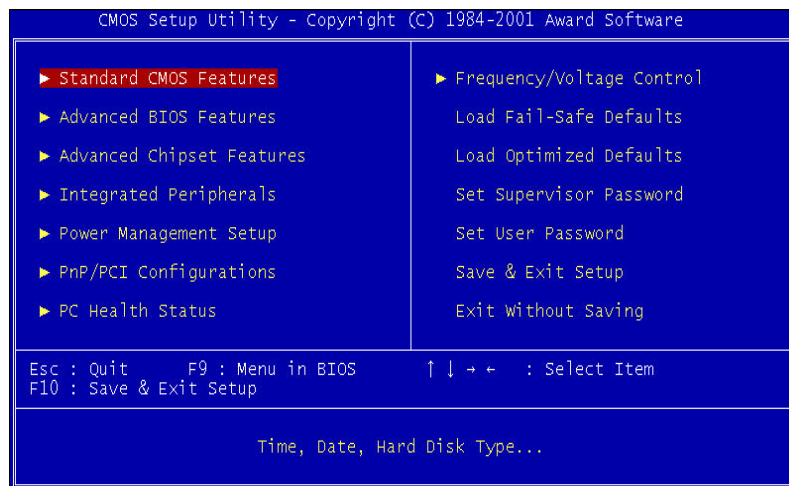 CMOS Setup Utility - Copyright (C) 1984-2001 Award Software
► Standard CMOS Features
► Advanced BIOS Features
► Advanced Chipset Features
► Integrated Peripherals
► Power Management Setup
► PnP/PCI Configurations
► PC Health Status
► Frequency/Voltage Control
Load Fail-Safe Defaults
Load Optimized Defaults
Set Supervisor Password
Set User Password
Save & Exit Setup
Exit Without Saving
Esc : Quit F9 : Menu in BIOS ↑ ↓ → ← : Select Item
F10 : Save & Exit Setup
Time, Date, Hard Disk Type...